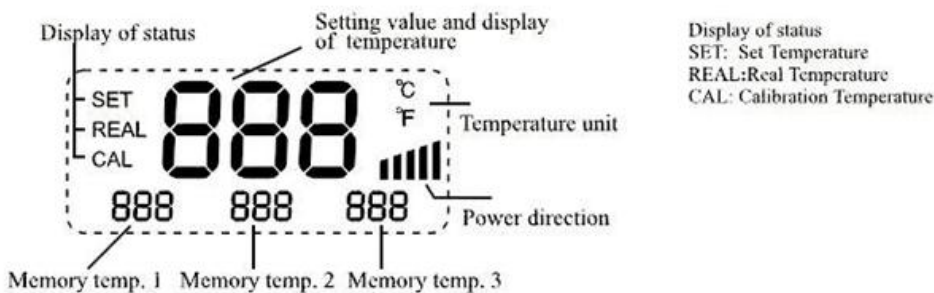 Display of status
Setting value and display
of temperature
SET
REAL
CAL
888
°C
°F
Temperature unit
888
888
888
Power direction
Memory temp. 1
Memory temp. 2
Memory temp. 3
Display of status
SET: Set Temperature
REAL:Real Temperature
CAL: Calibration Temperature